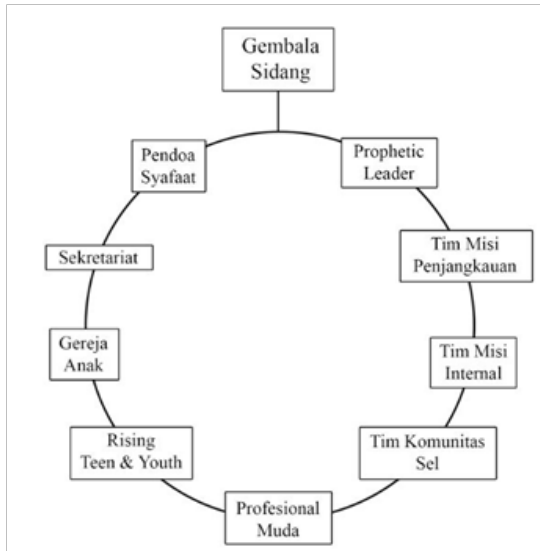 Gembala
Sidang
Pendoa
Syafaat
Prophetic
Leader
Sekretariat
Tim Misi
Penjangkauan
Gereja
Anak
Tim Misi
Internal
Rising
Teen & Youth
Tim Komunitas
Sel
Profesional
Muda